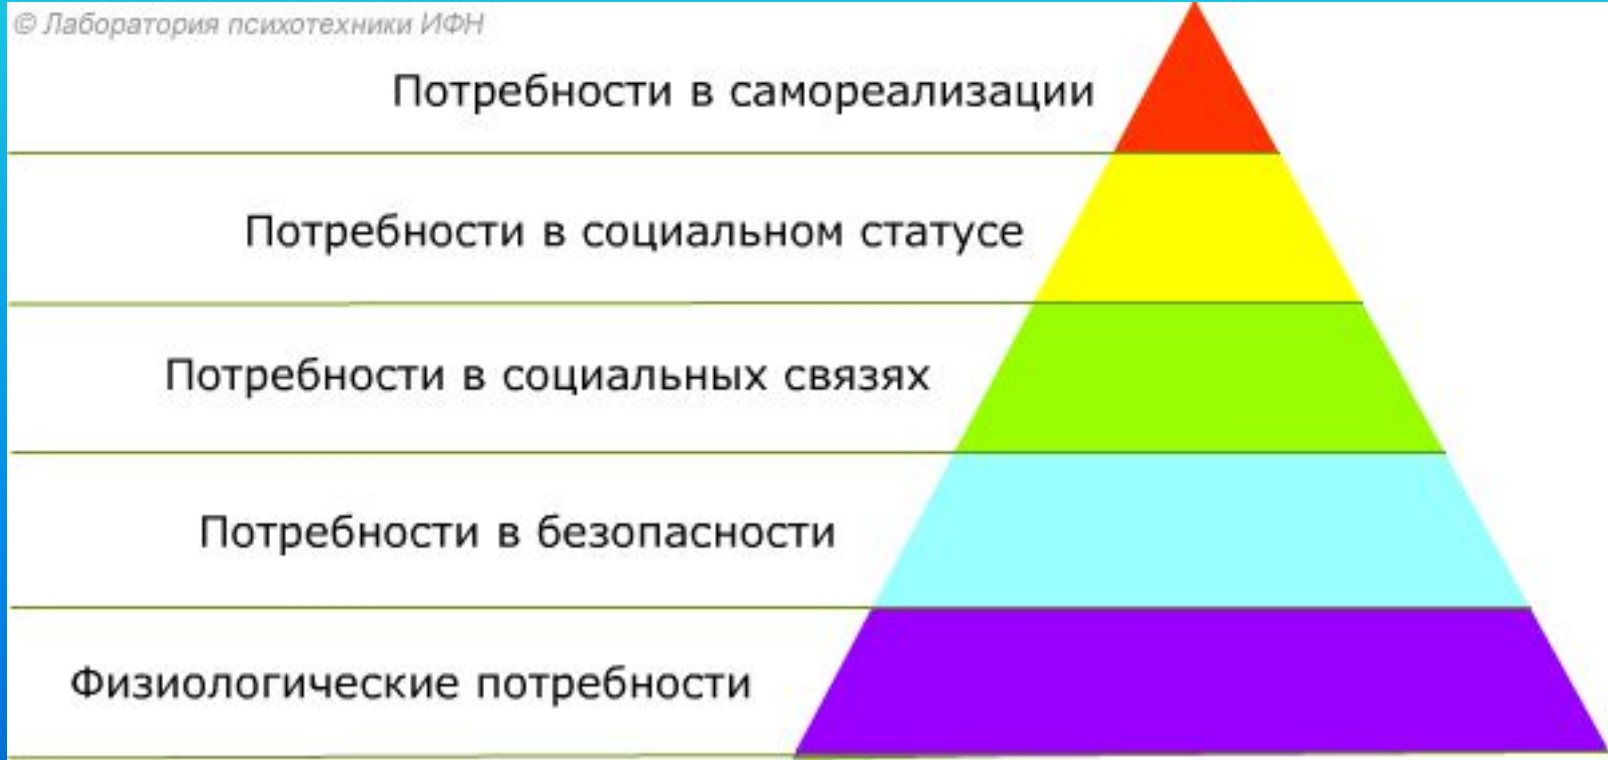 © Лаборатория психотехники ИФН
Потребности в самореализации
Потребности в социальном статусе
Потребности в социальных связях
Потребности в безопасности
Физиологические потребности